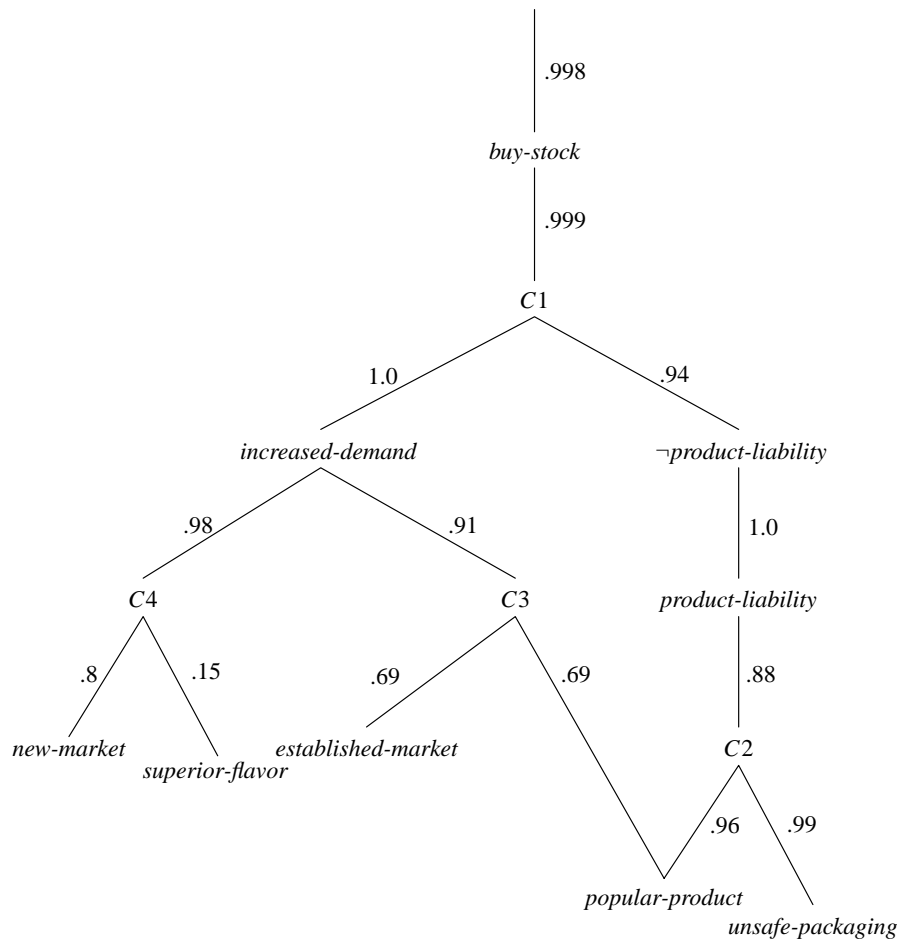 .998
buy-stock
.999
C1
1.0 .94
increased-demand ¬product-liability
.98 .91 1.0
C4 C3 product-liability
.8 .15 .69 .69 .88
new-market established-market C2
superior-flavor
.96 .99
popular-product
unsafe-packaging